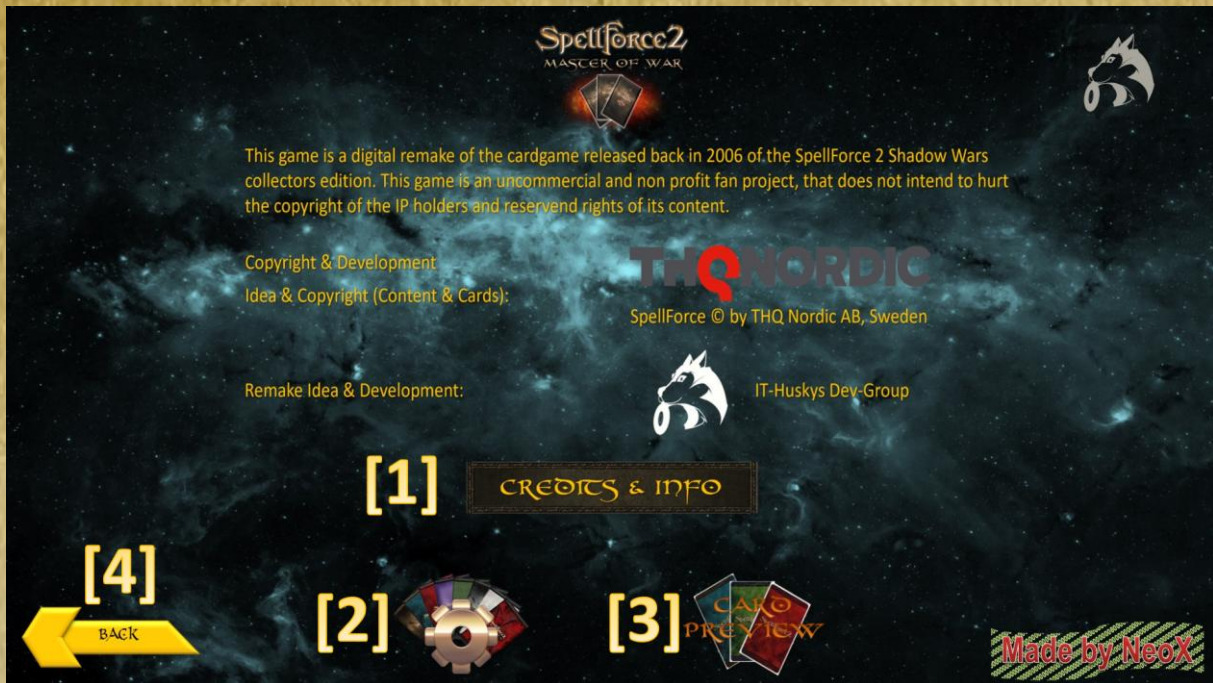 SpellForce2
MASTER OF WAR
This game is a digital remake of the cardgame released back in 2006 of the SpellForce 2 Shadow Wars
collectors edition. This game is an uncommercial and non profit fan project, that does not intend to hurt
the copyright of the IP holders and reservend rights of its content.
Copyright & Development
THQ NORDIC
Idea & Copyright (Content & Cards):
SpellForce © by THQ Nordic AB, Sweden
Remake Idea & Development:
IT-Huskys Dev-Group
[1]
CREDITS & INFO
[4]
BACK
[2]
[3]
CARD
PREVIEW
Made by NeoX